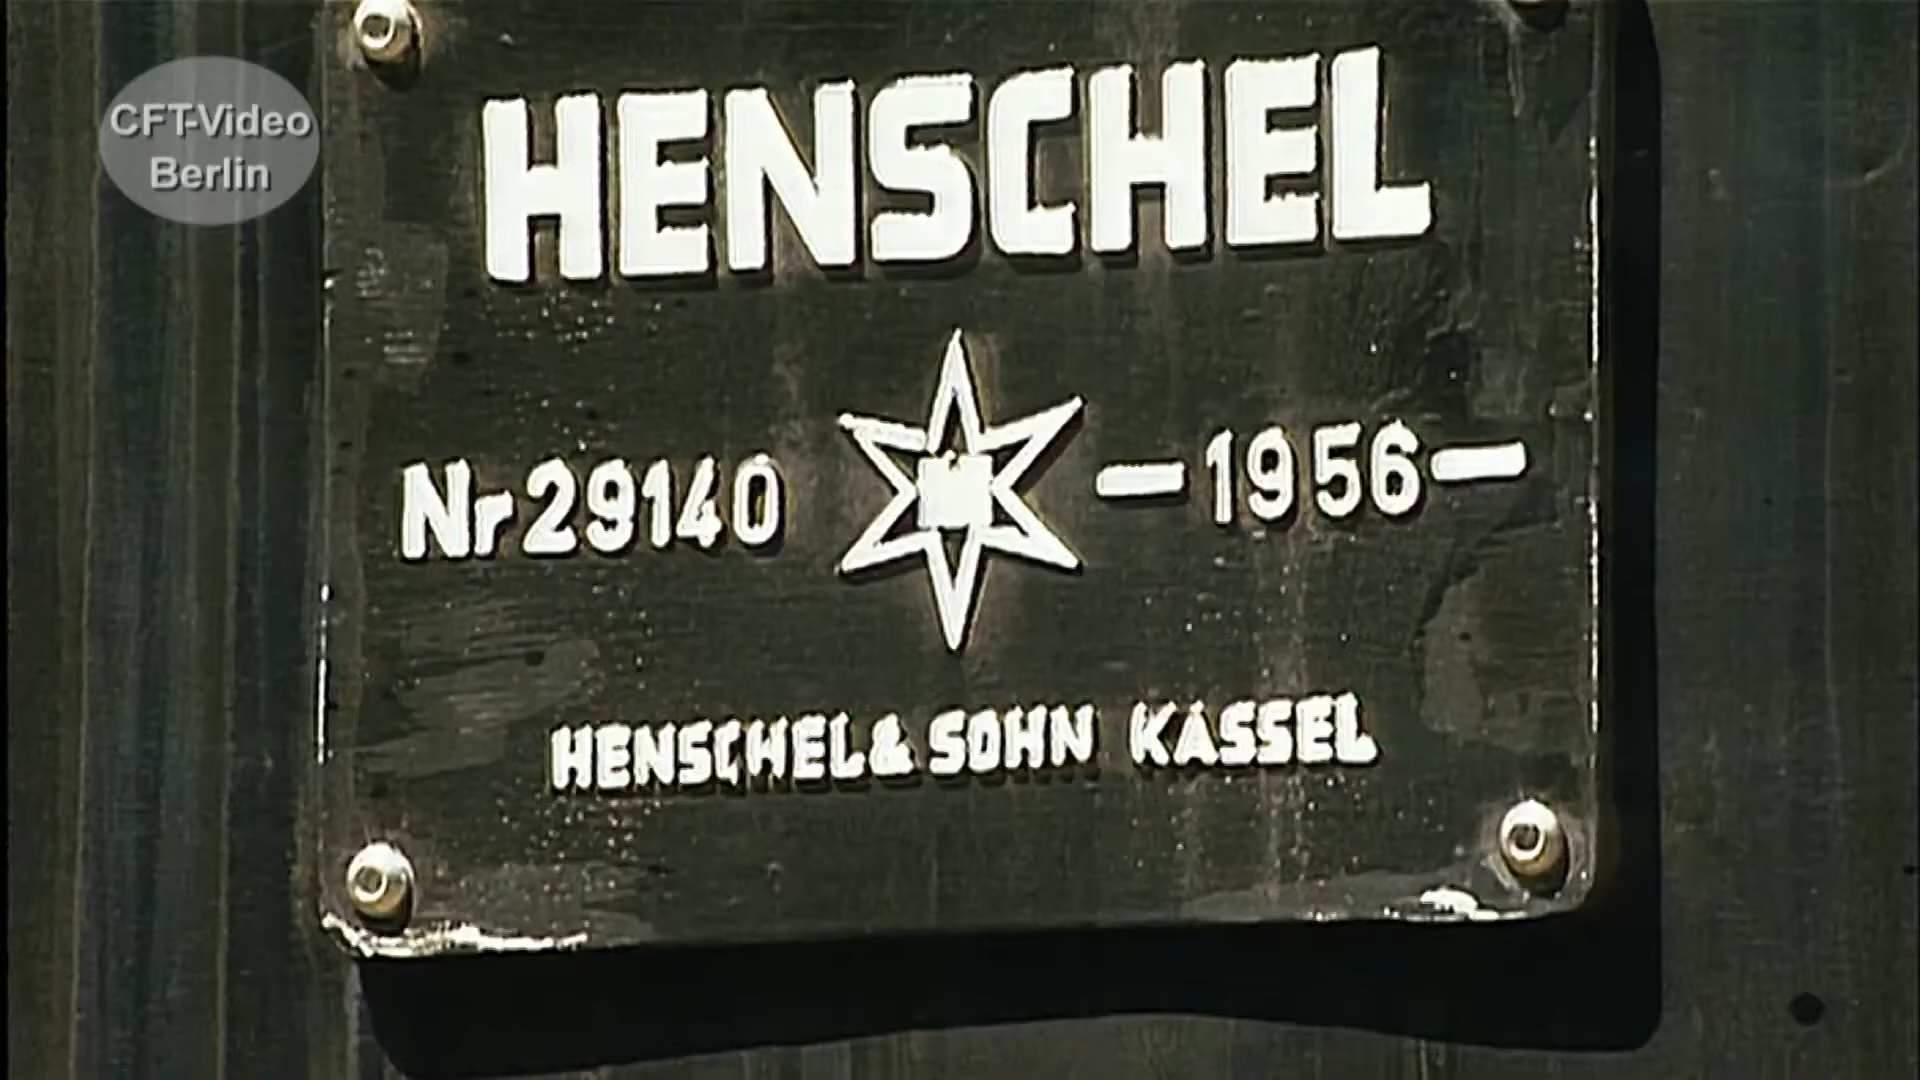 CFT-Video
Berlin
HENSCHEL
Nr 29140 —1956—
HENSCHEL & SOHN KASSEL